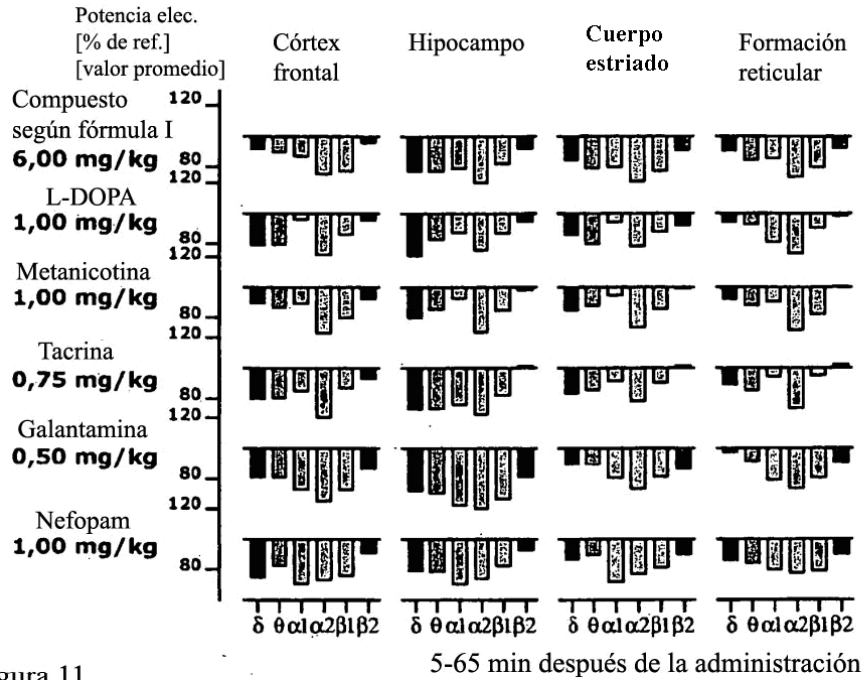 Potencia elec.
[% de ref.]
[valor promedio]
Córtex
frontal
Hipocampo
Cuerpo
estriado
Formación
reticular
Compuesto
según fórmula I
6,00 mg/kg
120
80
L-DOPA
1,00 mg/kg
120
80
Metanicotina
1,00 mg/kg
120
80
Tacrina
0,75 mg/kg
120
80
Galantamina
0,50 mg/kg
120
80
Nefopam
1,00 mg/kg
120
80
δ θ α1 α2 β1 β2
δ θ α1 α2 β1 β2
δ θ α1 α2 β1 β2
δ θ α1 α2 β1 β2
5-65 min después de la administración
gura 11